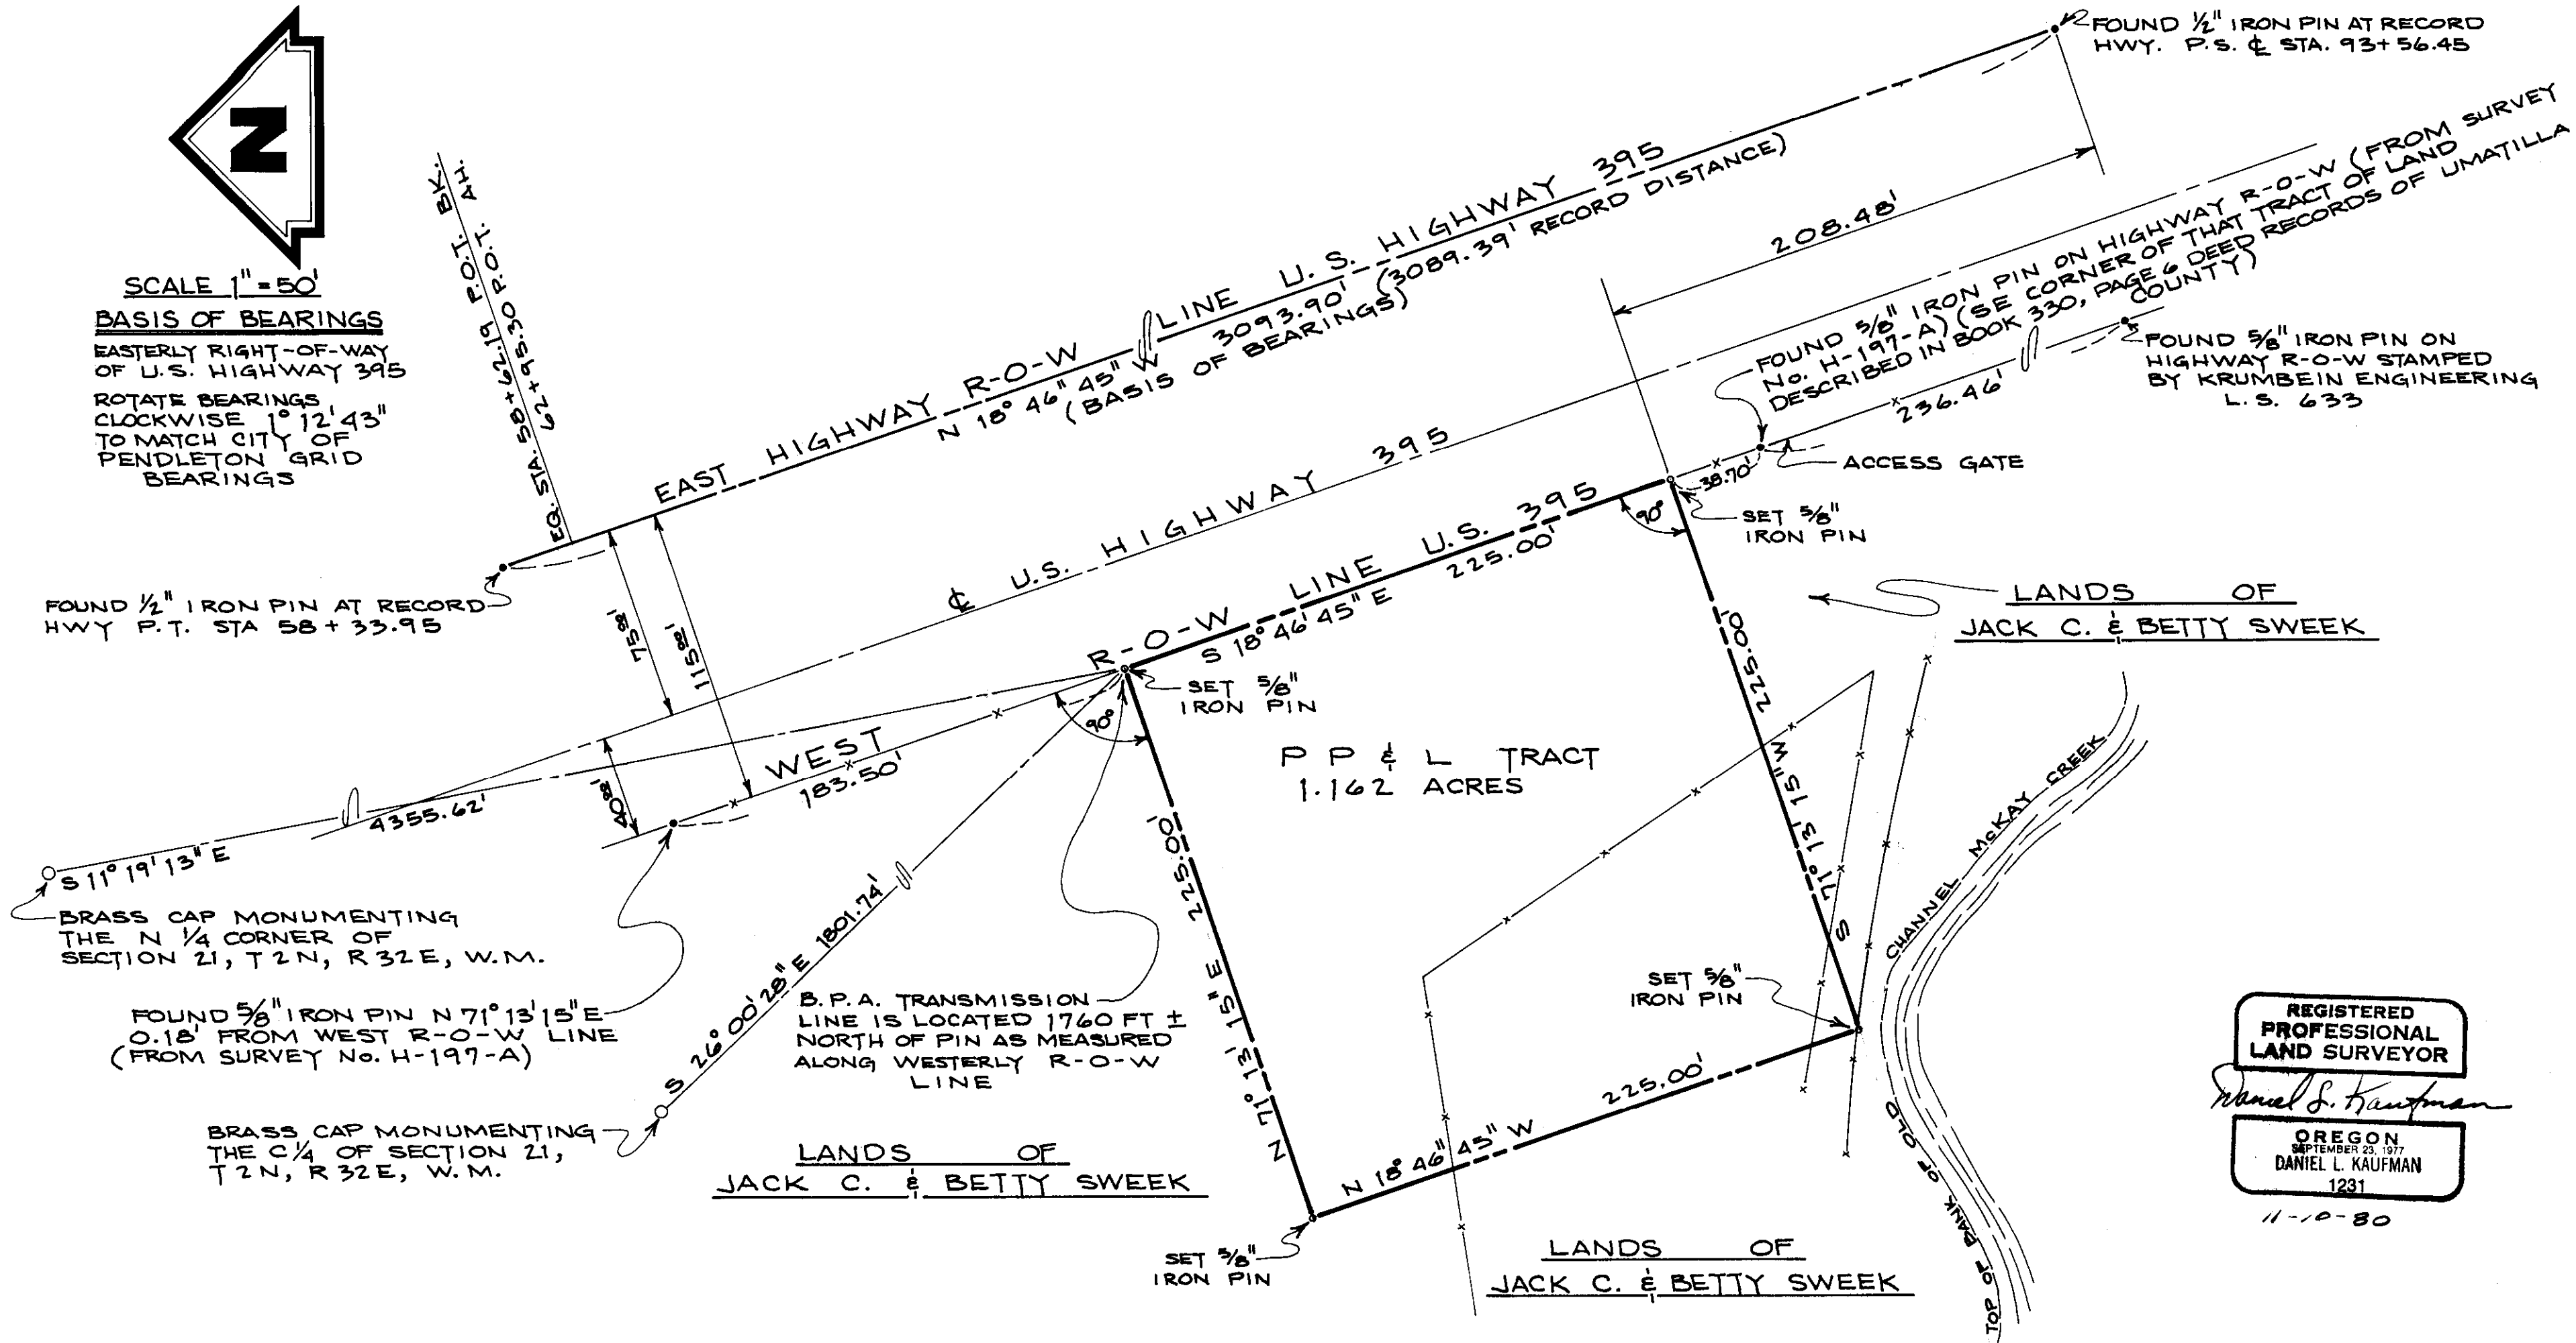 N
SCALE 1" = 50'
BASIS OF BEARINGS
EASTERLY RIGHT-OF-WAY
OF U.S. HIGHWAY 395
ROTATE BEARINGS
CLOCKWISE 1° 12' 43"
TO MATCH CITY OF
PENDLETON GRID
BEARINGS
EQ. STA. 58+62.19 P.O.T. BK.
62+95.30 P.O.T. AH.
FOUND 1/2" IRON PIN AT RECORD
HWY. P.S. ℄ STA. 93+56.45
EAST HIGHWAY R-O-W LINE U.S. HIGHWAY 395
N 18° 46" 45" W 3093.90' (3089.39' RECORD DISTANCE)
(BASIS OF BEARINGS)
208.48'
FOUND 5/8" IRON PIN ON HIGHWAY R-O-W (FROM SURVEY
No. H-197-A) (SE CORNER OF THAT TRACT OF LAND
DESCRIBED IN BOOK 330, PAGE 6 DEED RECORDS OF UMATILLA
COUNTY)
FOUND 5/8" IRON PIN ON
HIGHWAY R-O-W STAMPED
BY KRUMBEIN ENGINEERING
L.S. 633
236.46'
38.70'
ACCESS GATE
SET 5/8"
IRON PIN
90°
FOUND 1/2" IRON PIN AT RECORD
HWY P.T. STA 58 + 33.95
75.00'
115.00'
40.00'
℄ U.S. HIGHWAY 395
WEST R-O-W LINE U.S. 395
S 18° 46' 45" E 225.00'
183.50'
SET 5/8"
IRON PIN
90°
LANDS OF
JACK C. & BETTY SWEEK
P P & L TRACT
1.162 ACRES
S 71° 13' 15" W 225.00'
4355.62'
S 11° 19' 13" E
BRASS CAP MONUMENTING
THE N 1/4 CORNER OF
SECTION 21, T 2 N, R 32 E, W.M.
FOUND 5/8" IRON PIN N 71° 13' 15" E
0.18' FROM WEST R-O-W LINE
(FROM SURVEY No. H-197-A)
S 26° 00' 28" E 1801.74'
BRASS CAP MONUMENTING
THE C 1/4 OF SECTION 21,
T 2 N, R 32 E, W.M.
B.P.A. TRANSMISSION
LINE IS LOCATED 1760 FT ±
NORTH OF PIN AS MEASURED
ALONG WESTERLY R-O-W
LINE
N 71° 13' 15" E 225.00'
LANDS OF
JACK C. & BETTY SWEEK
SET 5/8"
IRON PIN
N 18° 46" 45" W 225.00'
SET 5/8"
IRON PIN
LANDS OF
JACK C. & BETTY SWEEK
TOP OF BANK OF OLD CHANNEL McKAY CREEK
REGISTERED
PROFESSIONAL
LAND SURVEYOR
Daniel L. Kaufman
OREGON
SEPTEMBER 23, 1977
DANIEL L. KAUFMAN
1231
11-10-80